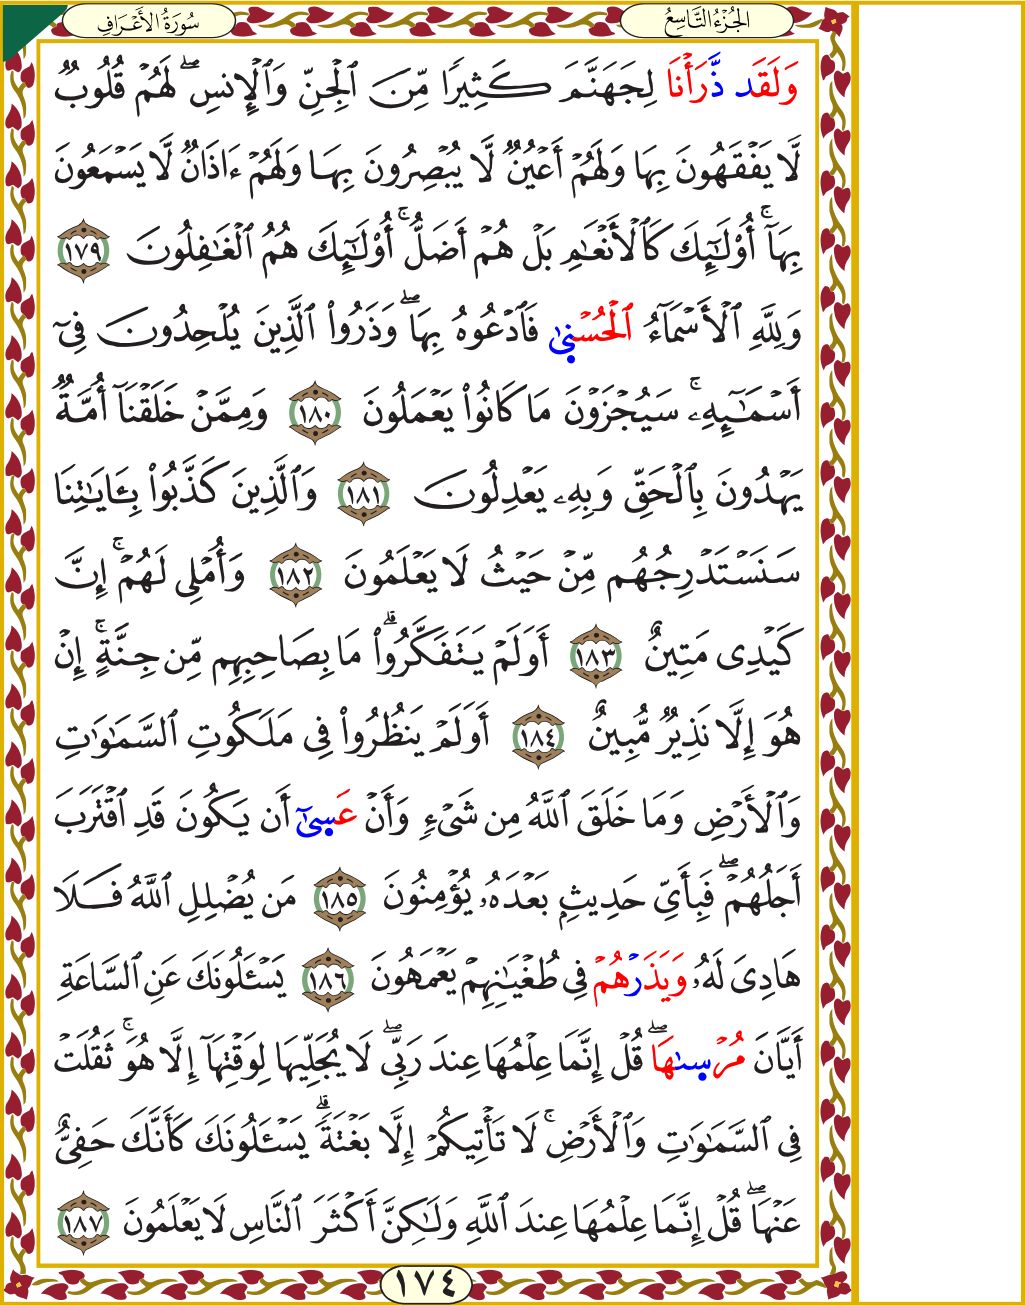 الجُزْءُ التَّاسِعُ
سُورَةُ الأَعْرَافِ
وَلَقَد ذَّرَأْنَا لِجَهَنَّمَ كَثِيرًا مِّنَ ٱلْجِنِّ وَٱلْإِنسِ ۖ لَهُمْ قُلُوبٌ
لَّا يَفْقَهُونَ بِهَا وَلَهُمْ أَعْيُنٌ لَّا يُبْصِرُونَ بِهَا وَلَهُمْ ءَاذَانٌ لَّا يَسْمَعُونَ
بِهَآ ۚ أُو۟لَـٰٓئِكَ كَٱلْأَنْعَـٰمِ بَلْ هُمْ أَضَلُّ ۚ أُو۟لَـٰٓئِكَ هُمُ ٱلْغَـٰفِلُونَ ١٧٩
وَلِلَّهِ ٱلْأَسْمَآءُ ٱلْحُسْنٜىٰ فَٱدْعُوهُ بِهَا ۖ وَذَرُوا۟ ٱلَّذِينَ يُلْحِدُونَ فِىٓ
أَسْمَـٰٓئِهِۦ ۚ سَيُجْزَوْنَ مَا كَانُوا۟ يَعْمَلُونَ ١٨٠ وَمِمَّنْ خَلَقْنَآ أُمَّةٌ
يَهْدُونَ بِٱلْحَقِّ وَبِهِۦ يَعْدِلُونَ ١٨١ وَٱلَّذِينَ كَذَّبُوا۟ بِـَٔايَـٰتِنَا
سَنَسْتَدْرِجُهُم مِّنْ حَيْثُ لَا يَعْلَمُونَ ١٨٢ وَأُمْلِى لَهُمْ ۚ إِنَّ
كَيْدِى مَتِينٌ ١٨٣ أَوَلَمْ يَتَفَكَّرُوا۟ ۗ مَا بِصَاحِبِهِم مِّن جِنَّةٍ ۚ إِنْ
هُوَ إِلَّا نَذِيرٌ مُّبِينٌ ١٨٤ أَوَلَمْ يَنظُرُوا۟ فِى مَلَكُوتِ ٱلسَّمَـٰوَٰتِ
وَٱلْأَرْضِ وَمَا خَلَقَ ٱللَّهُ مِن شَىْءٍ وَأَنْ عَسٜىٰٓ أَن يَكُونَ قَدِ ٱقْتَرَبَ
أَجَلُهُمْ ۖ فَبِأَىِّ حَدِيثٍۭ بَعْدَهُۥ يُؤْمِنُونَ ١٨٥ مَن يُضْلِلِ ٱللَّهُ فَلَا
هَادِىَ لَهُۥ وَيَذَرْهُمْ فِى طُغْيَـٰنِهِمْ يَعْمَهُونَ ١٨٦ يَسْـَٔلُونَكَ عَنِ ٱلسَّاعَةِ
أَيَّانَ مُرْسٜىٰهَا ۖ قُلْ إِنَّمَا عِلْمُهَا عِندَ رَبِّى ۖ لَا يُجَلِّيهَا لِوَقْتِهَآ إِلَّا هُوَ ۚ ثَقُلَتْ
فِى ٱلسَّمَـٰوَٰتِ وَٱلْأَرْضِ ۚ لَا تَأْتِيكُمْ إِلَّا بَغْتَةً ۗ يَسْـَٔلُونَكَ كَأَنَّكَ حَفِىٌّ
عَنْهَا ۖ قُلْ إِنَّمَا عِلْمُهَا عِندَ ٱللَّهِ وَلَـٰكِنَّ أَكْثَرَ ٱلنَّاسِ لَا يَعْلَمُونَ ١٨٧
١٧٤